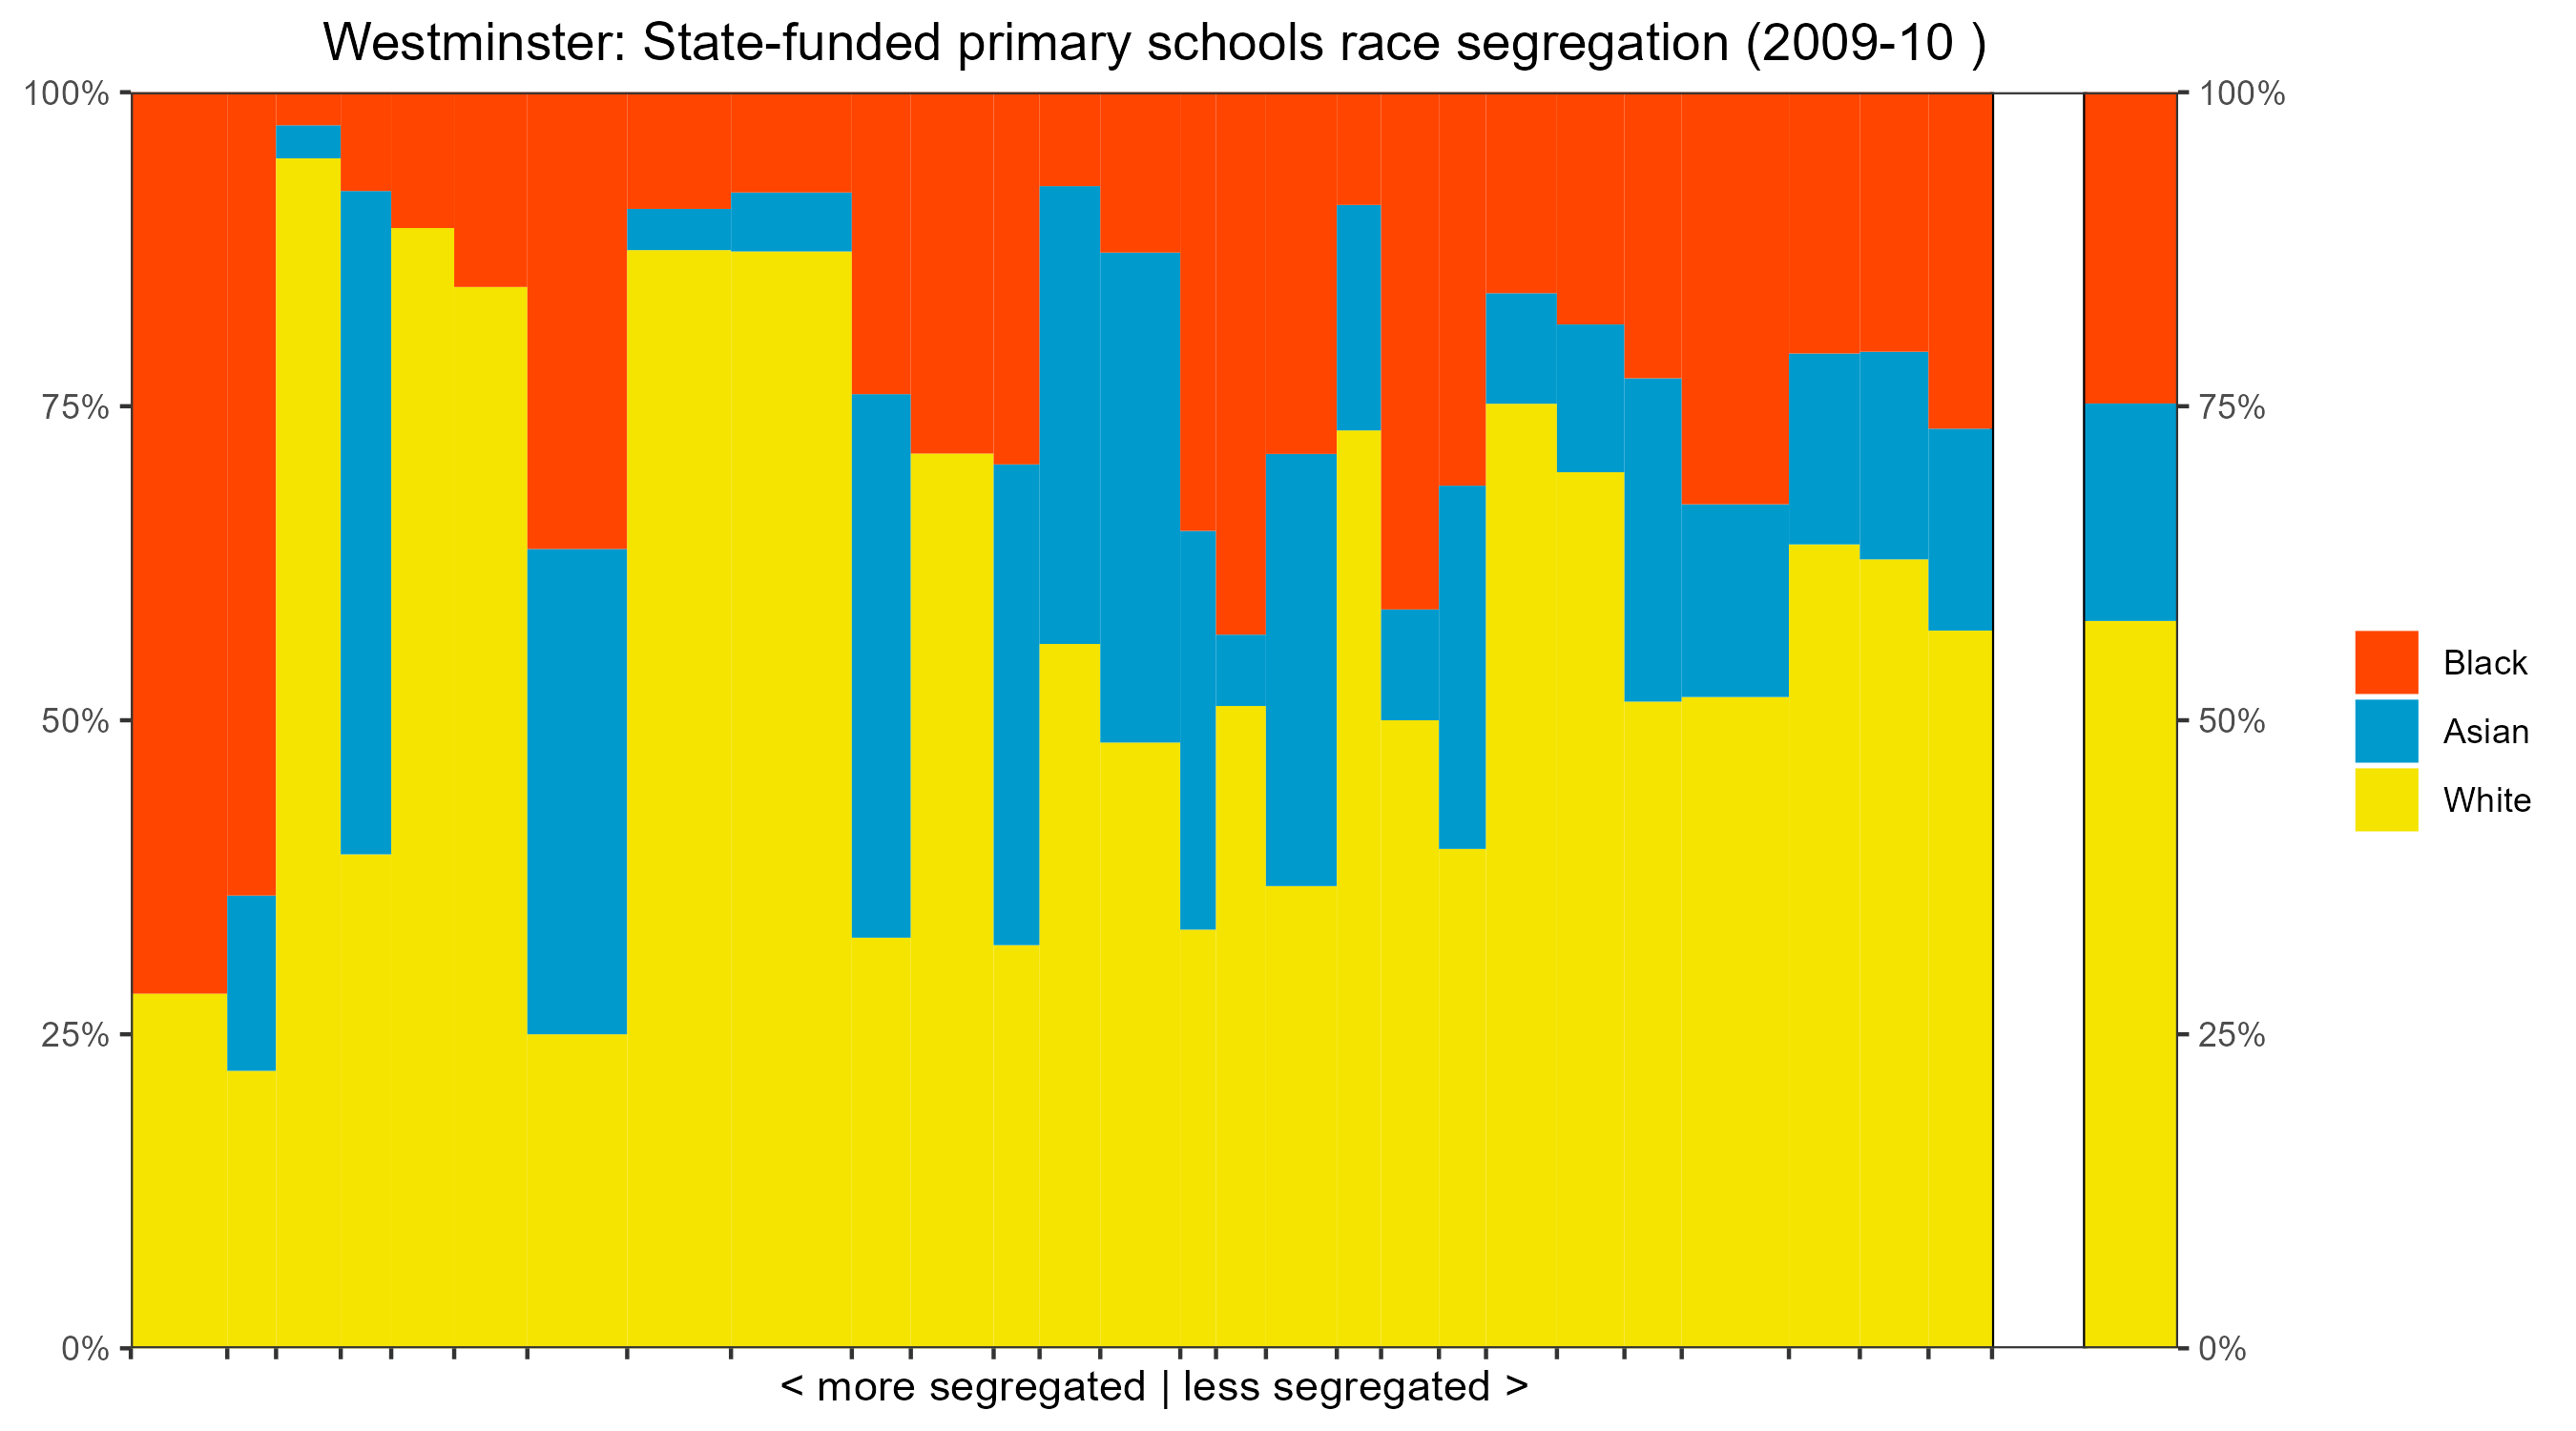 Westminster: State-funded primary schools race segregation (2009-10 )
100%
100%
75%
75%
50%
50%
25%
25%
0%
0%
Black
Asian
White
< more segregated | less segregated >